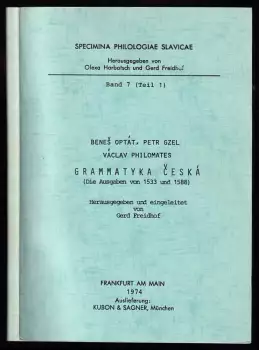 SPECIMINA PHILOLOGIAE SLAVICAE
Herausgegeben von
Olexa Horbatsch und Gerd Freidhof
Band 7 (Teil 1)
BENEŠ OPTÁT, PETR GZEL
VÁCLAV PHILOMATES
GRAMMATYKA ČESKÁ
(Die Ausgaben von 1533 und 1588)
Herausgegeben und eingeleitet
von
Gerd Freidhof
FRANKFURT AM MAIN
1974
Auslieferung:
KUBON & SAGNER, München